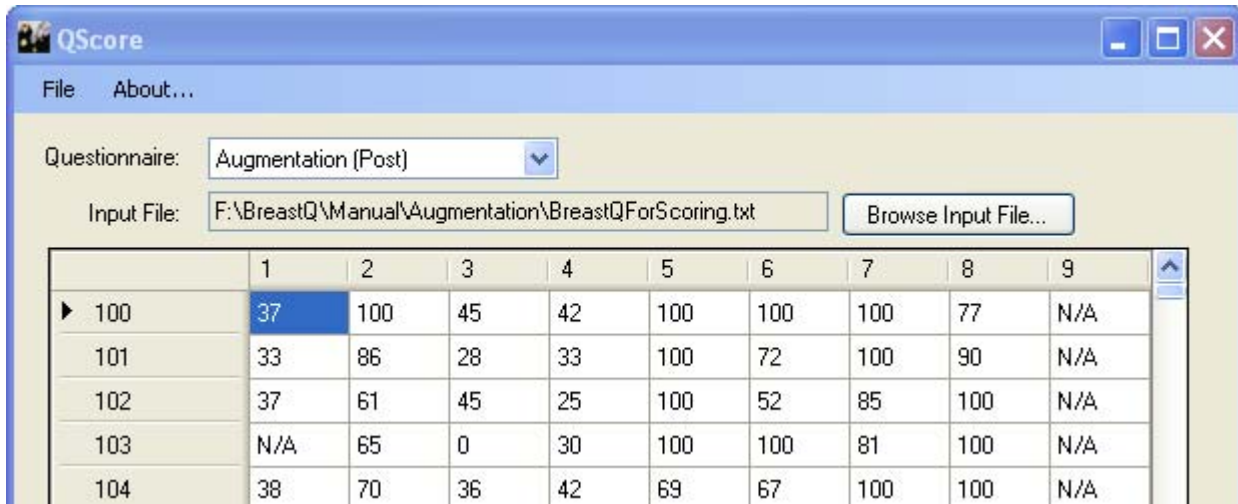 QScore
File About...
Questionnaire: Augmentation (Post)
Input File: F:\BreastQ\Manual\Augmentation\BreastQForScoring.txt Browse Input File...
1 2 3 4 5 6 7 8 9
100 37 100 45 42 100 100 100 77 N/A
101 33 86 28 33 100 72 100 90 N/A
102 37 61 45 25 100 52 85 100 N/A
103 N/A 65 0 30 100 100 81 100 N/A
104 38 70 36 42 69 67 100 100 N/A